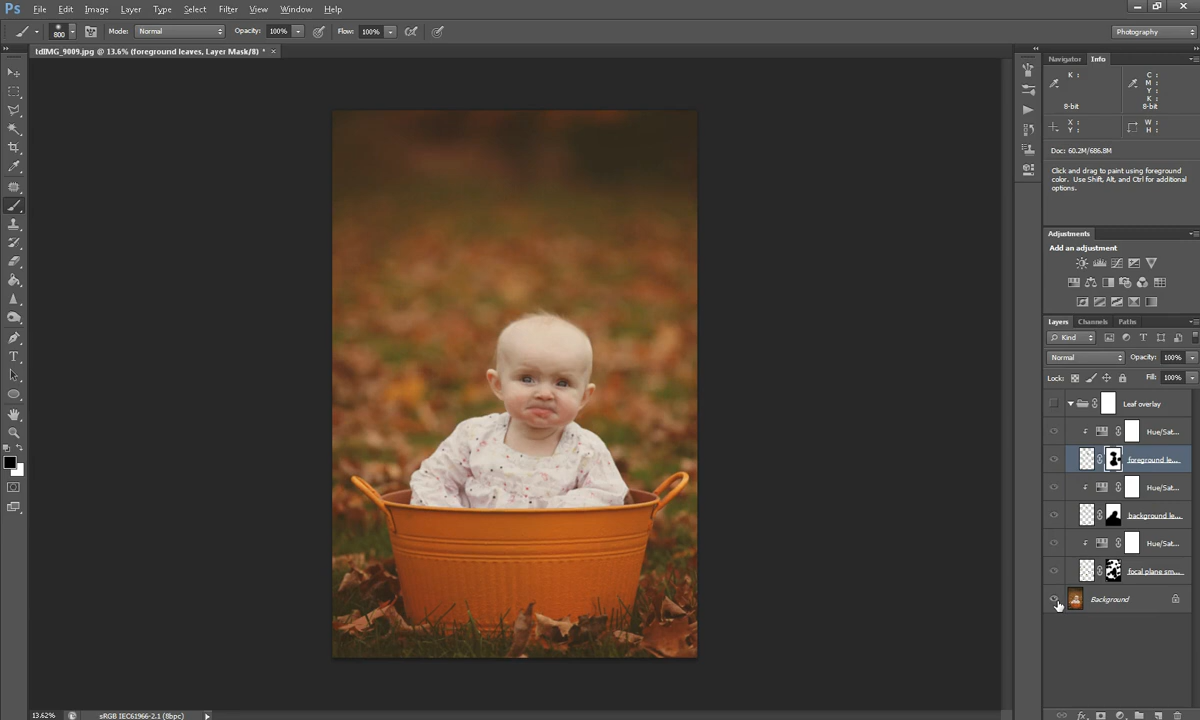 Ps File Edit Image Layer Type Select Filter View Window Help
800 Mode: Normal Opacity: 100% Flow: 100% Photography
tdIMG_9009.jpg @ 13.6% (foreground leaves, Layer Mask/8) * ×
Navigator Info
K : C : M : Y : K :
8-bit 8-bit
X : Y : W : H :
Doc: 60.2M/686.8M
Click and drag to paint using foreground
color. Use Shift, Alt, and Ctrl for additional
options.
Adjustments
Add an adjustment
Layers Channels Paths
Kind T
Normal Opacity: 100%
Lock: Fill: 100%
Leaf overlay
Hue/Sat...
foreground le...
Hue/Sat...
background le...
Hue/Sat...
focal plane sm...
Background
T
fx
13.62% sRGB IEC61966-2.1 (8bpc)